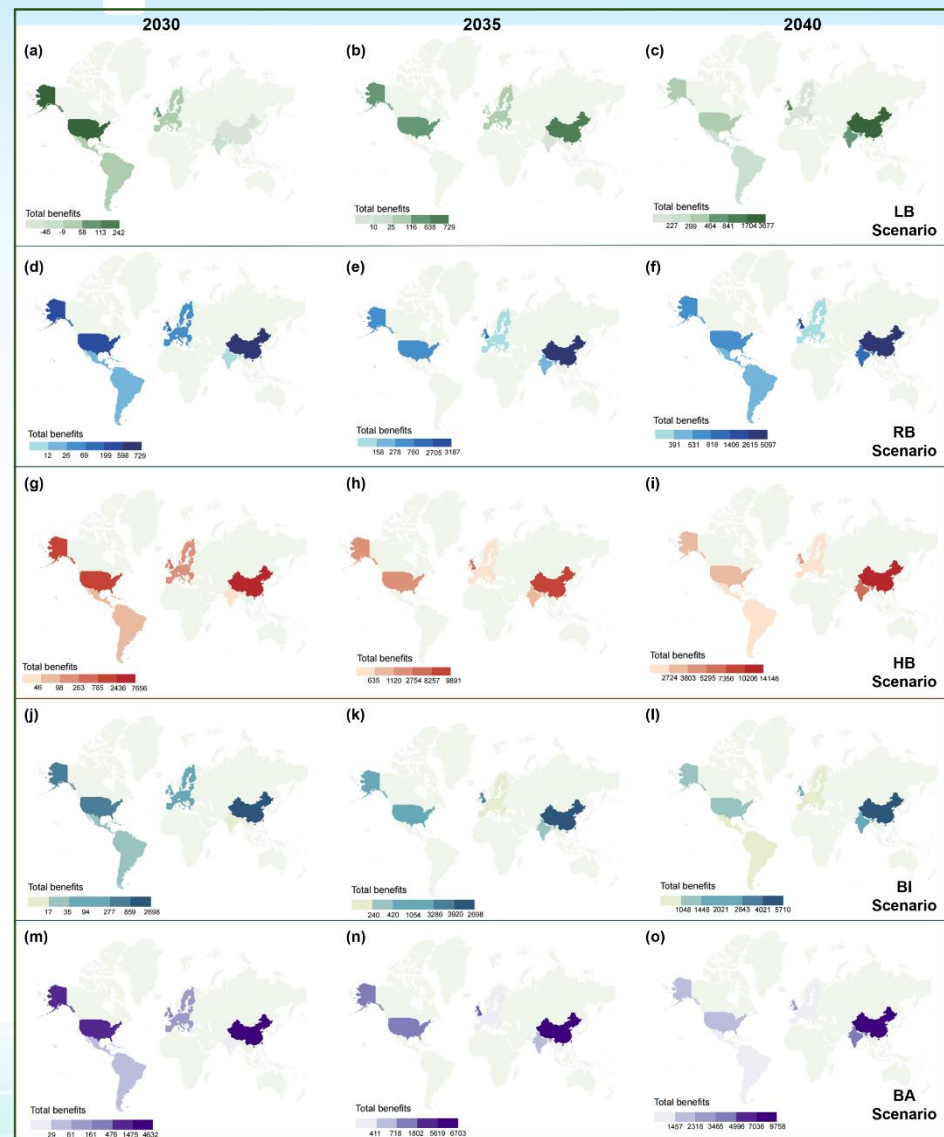 2030 2035 2040
(a) (b) (c)
Total benefits
-46 -9 58 113 242
Total benefits
10 25 116 638 729
Total benefits
227 299 464 841 1704 3677
LB
Scenario
(d) (e) (f)
Total benefits
12 26 69 199 598 729
Total benefits
158 278 760 2705 3187
Total benefits
391 531 818 1406 2615 5097
RB
Scenario
(g) (h) (i)
Total benefits
46 98 263 765 2436 7656
Total benefits
635 1120 2754 8257 9891
Total benefits
2724 3803 5295 7356 10206 14146
HB
Scenario
(j) (k) (l)
Total benefits
17 35 94 277 859 2698
Total benefits
240 420 1054 3286 3920 2698
Total benefits
1048 1448 2021 2843 4021 5710
BI
Scenario
(m) (n) (o)
Total benefits
29 61 161 476 1475 4632
Total benefits
411 718 1802 5619 6703
Total benefits
1457 2318 3465 4996 7036 9758
BA
Scenario